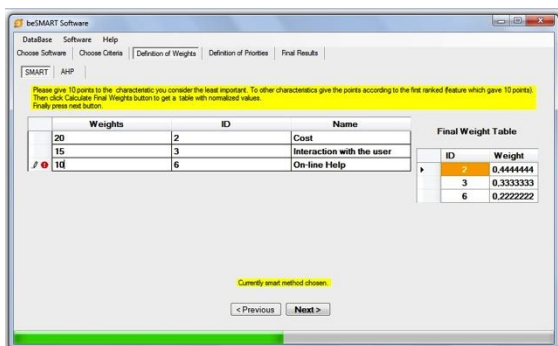 beSMART Software
DataBase Software Help
Choose Software Choose Criteria Definition of Weights Definition of Priorities Final Results
SMART AHP
Please give 10 points to the characteristic you consider the least important. To other characteristics give the points according to the first ranked (feature which gave 10 points).
Then click Calculate Final Weights button to get a table with normalized values.
Finally press next button.
Weights ID Name
20 2 Cost
15 3 Interaction with the user
10 6 On-line Help
Final Weight Table
ID Weight
2 0,4444444
3 0,3333333
6 0,2222222
Currently smart method chosen.
< Previous Next >